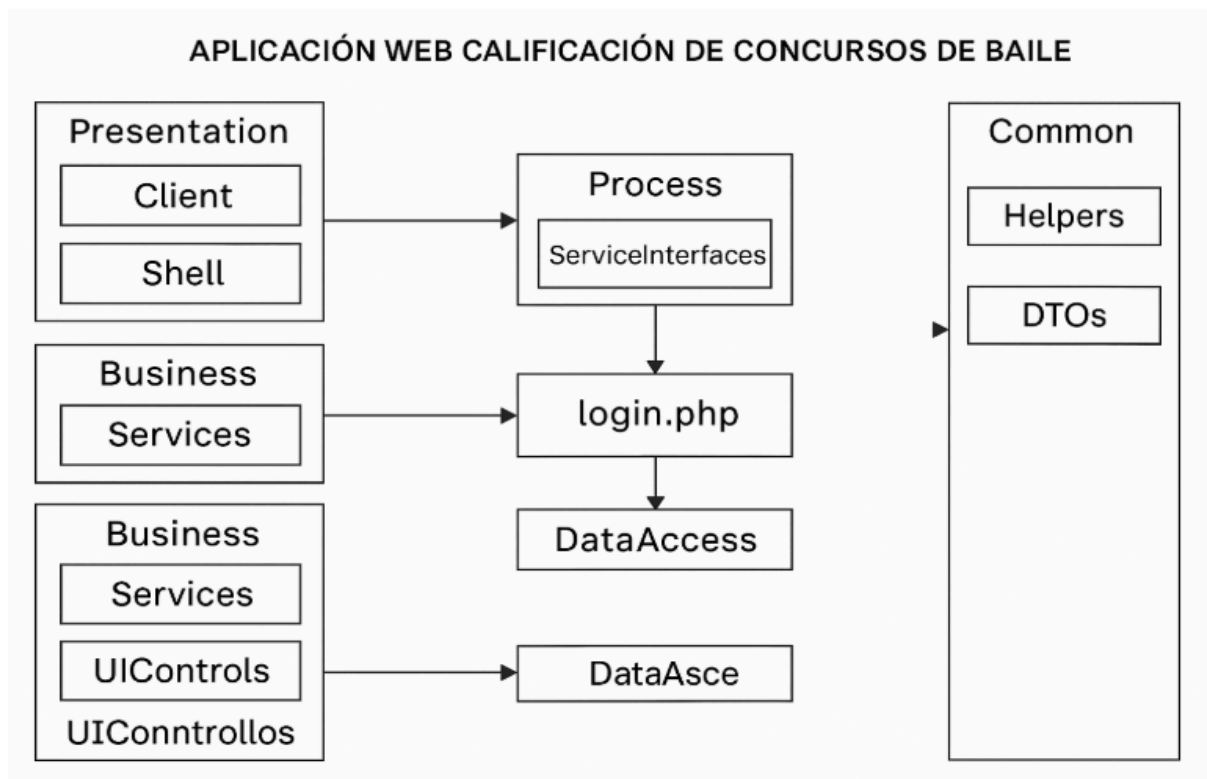 APLICACIÓN WEB CALIFICACIÓN DE CONCURSOS DE BAILE
Presentation
Client
Shell
Business
Services
Business
Services
UIControls
UIConntrollos
Process
ServiceInterfaces
login.php
DataAccess
DataAsce
Common
Helpers
DTOs